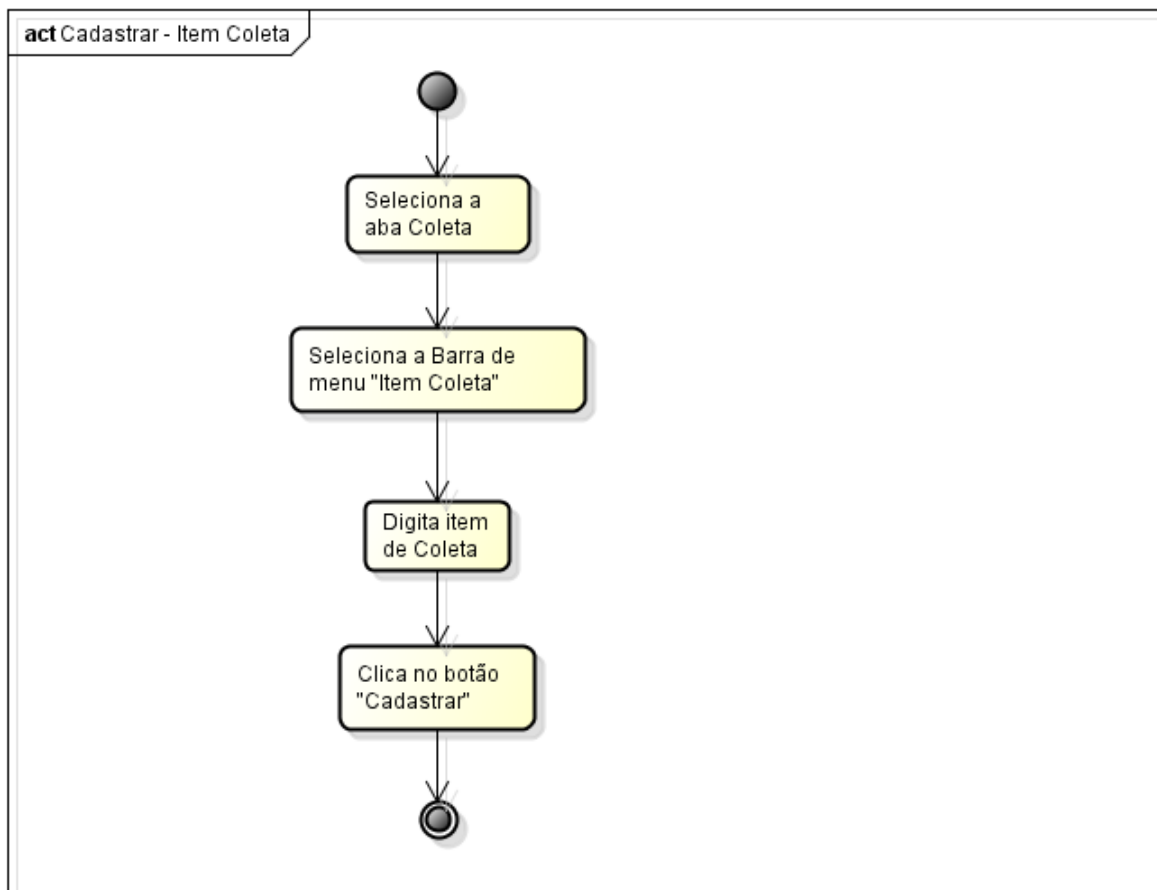 act Cadastrar - Item Coleta
Seleciona a
aba Coleta
Seleciona a Barra de
menu "Item Coleta"
Digita item
de Coleta
Clica no botão
"Cadastrar"